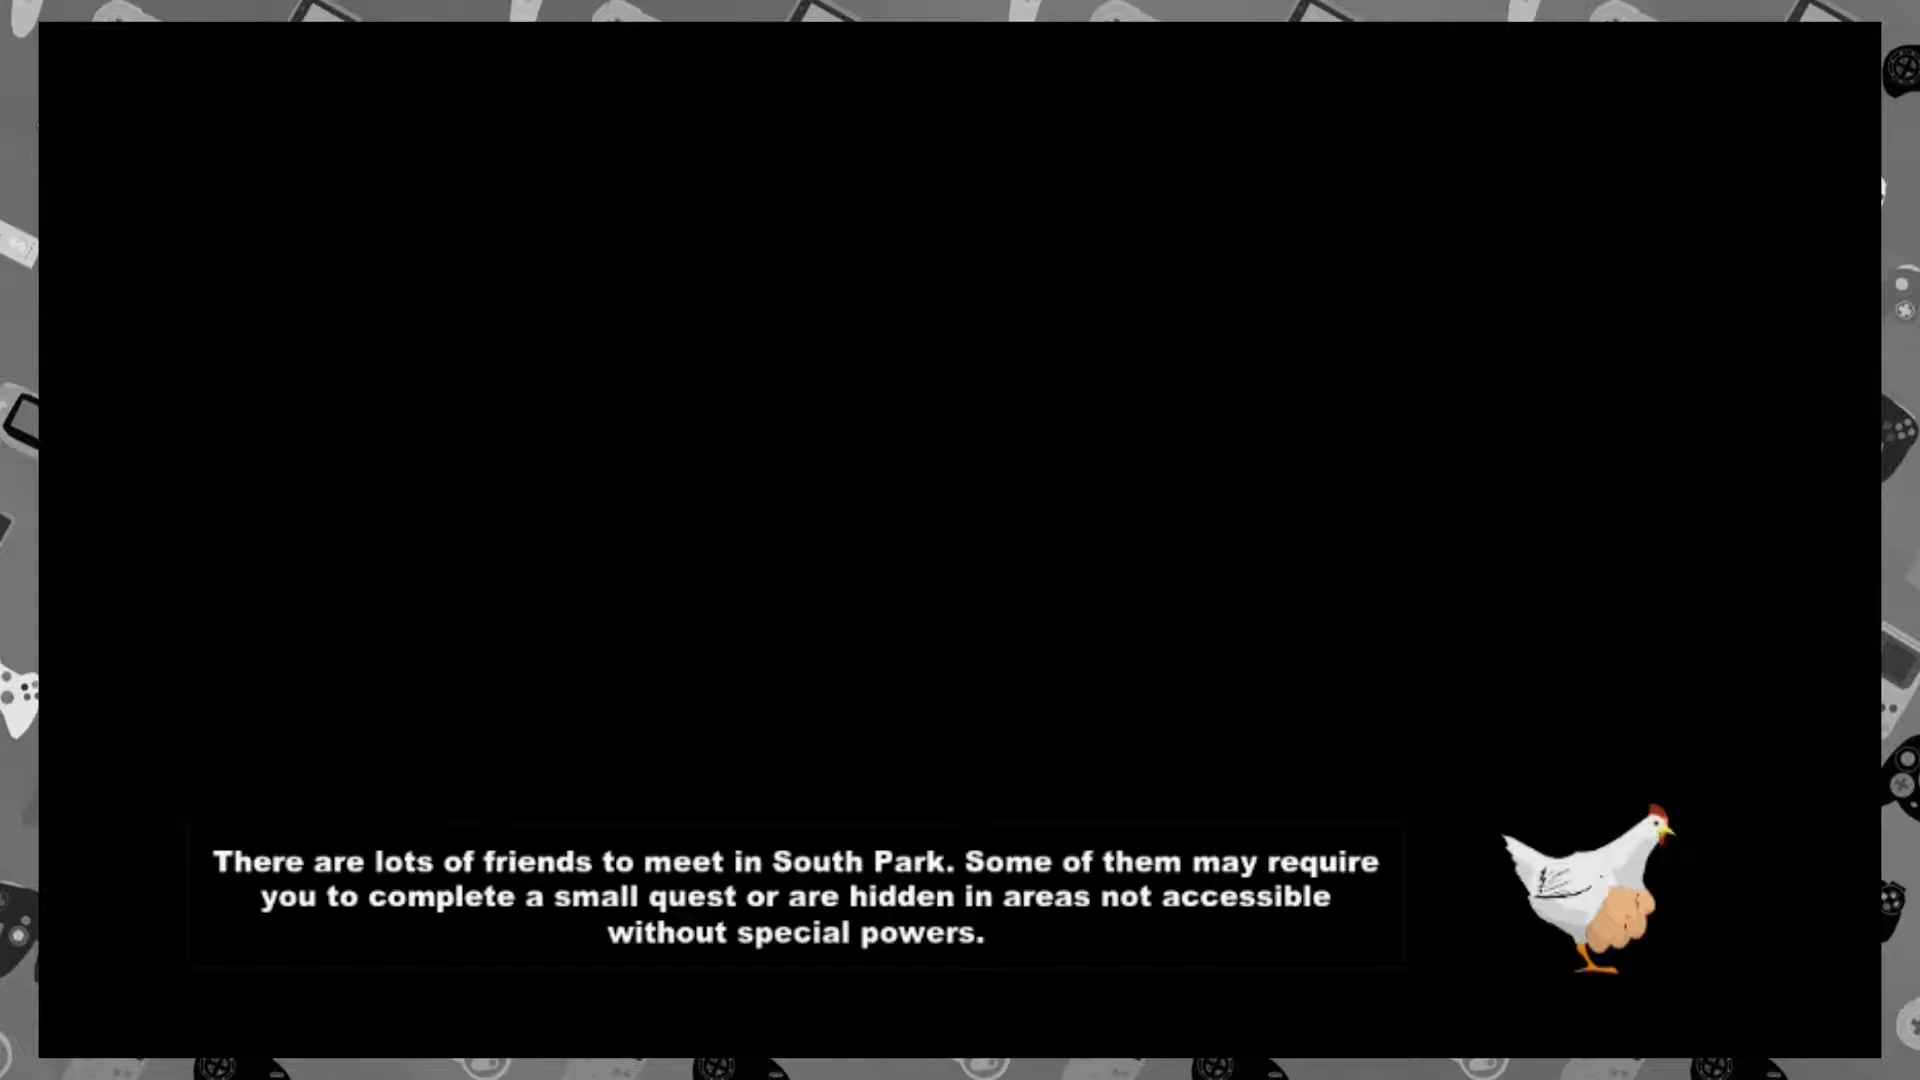 There are lots of friends to meet in South Park. Some of them may require
you to complete a small quest or are hidden in areas not accessible
without special powers.